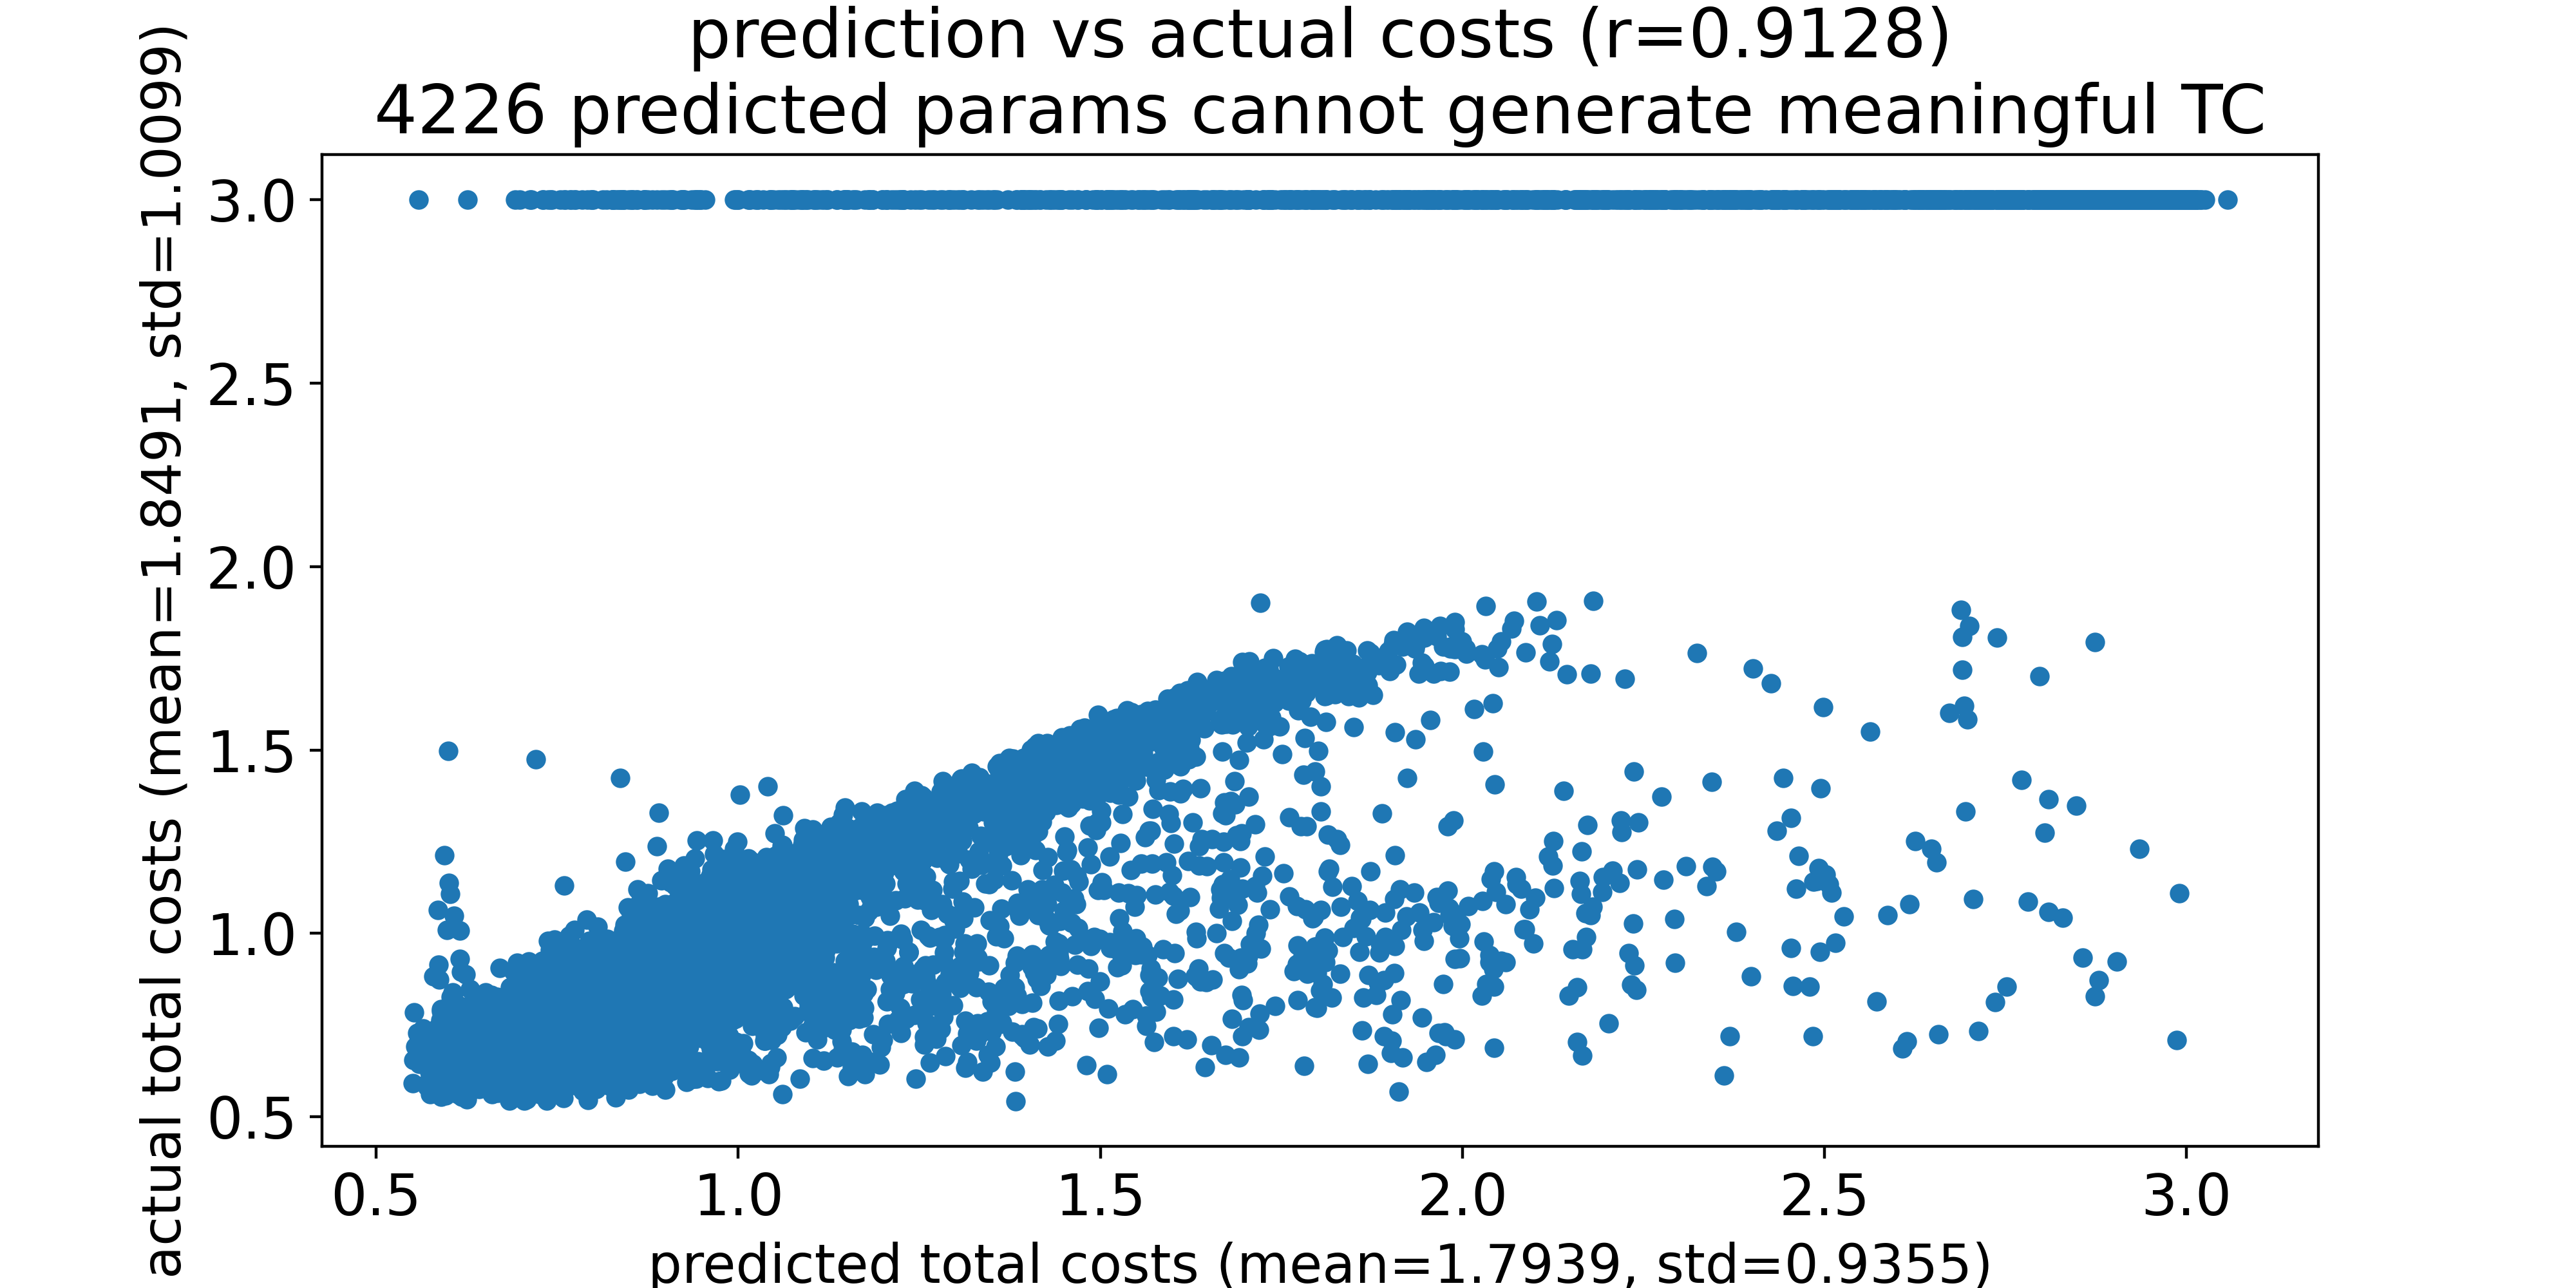 prediction vs actual costs (r=0.9128)
4226 predicted params cannot generate meaningful TC
actual total costs (mean=1.8491, std=1.0099)
3.0
2.5
2.0
1.5
1.0
0.5
0.5 1.0 1.5 2.0 2.5 3.0
predicted total costs (mean=1.7939, std=0.9355)